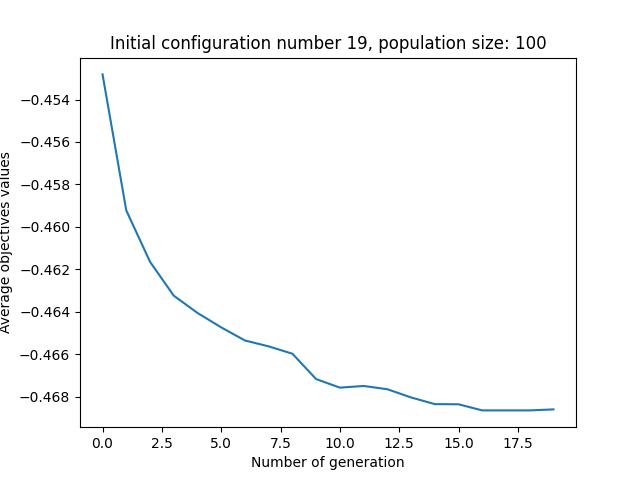 Initial configuration number 19, population size: 100
Average objectives values
−0.454
−0.456
−0.458
−0.460
−0.462
−0.464
−0.466
−0.468
0.0 2.5 5.0 7.5 10.0 12.5 15.0 17.5
Number of generation